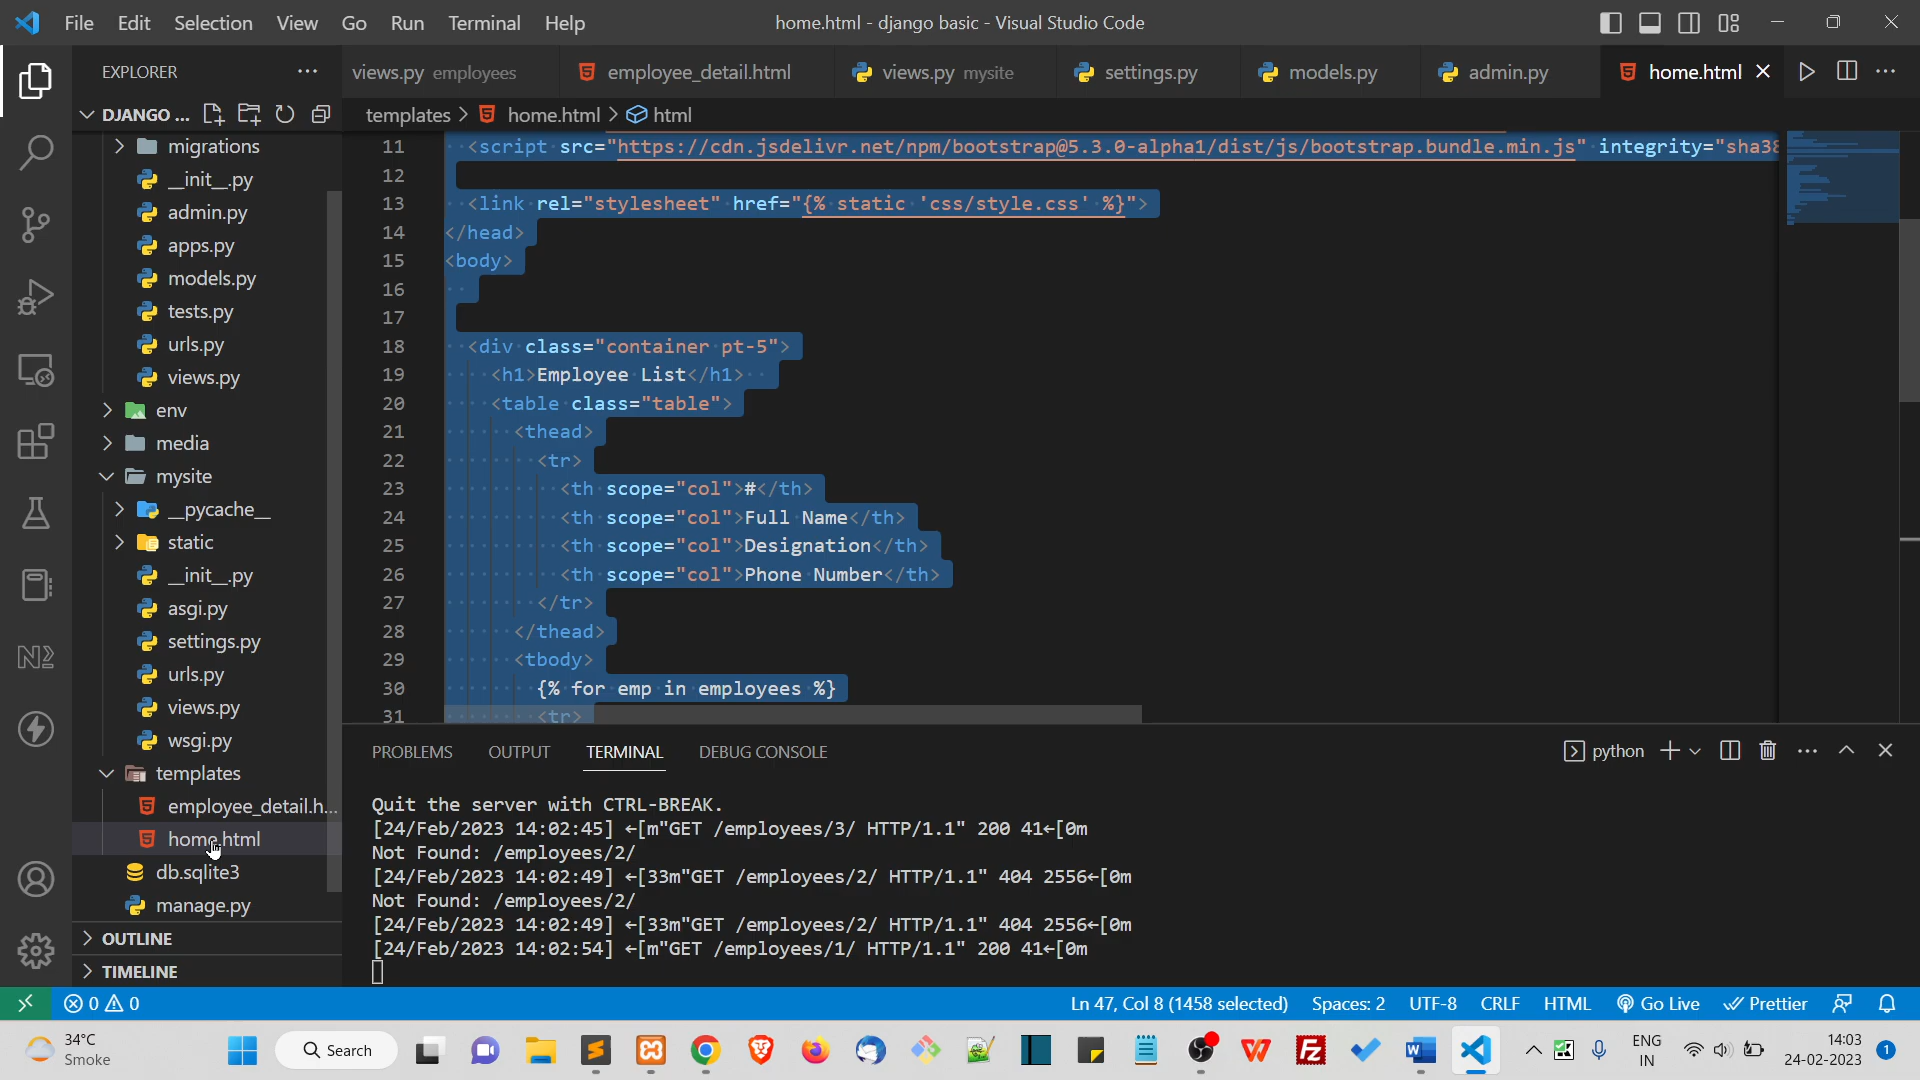 File Edit Selection View Go Run Terminal Help
home.html - django basic - Visual Studio Code
EXPLORER
views.py employees
employee_detail.html
views.py mysite
settings.py
models.py
admin.py
home.html
DJANGO ...
templates > home.html > html
migrations
__init__.py
admin.py
apps.py
models.py
tests.py
urls.py
views.py
env
media
mysite
__pycache__
static
__init__.py
asgi.py
settings.py
urls.py
views.py
wsgi.py
templates
employee_detail.h...
home.html
db.sqlite3
manage.py
OUTLINE
TIMELINE
11 <script src="https://cdn.jsdelivr.net/npm/bootstrap@5.3.0-alpha1/dist/js/bootstrap.bundle.min.js" integrity="sha38
12
13 <link rel="stylesheet" href="{% static 'css/style.css' %}">
14 </head>
15 <body>
16
17
18 <div class="container pt-5">
19 <h1>Employee List</h1>
20 <table class="table">
21 <thead>
22 <tr>
23 <th scope="col">#</th>
24 <th scope="col">Full Name</th>
25 <th scope="col">Designation</th>
26 <th scope="col">Phone Number</th>
27 </tr>
28 </thead>
29 <tbody>
30 {% for emp in employees %}
31 <tr>
PROBLEMS OUTPUT TERMINAL DEBUG CONSOLE
python
Quit the server with CTRL-BREAK.
[24/Feb/2023 14:02:45] ←[m"GET /employees/3/ HTTP/1.1" 200 41←[0m
Not Found: /employees/2/
[24/Feb/2023 14:02:49] ←[33m"GET /employees/2/ HTTP/1.1" 404 2556←[0m
Not Found: /employees/2/
[24/Feb/2023 14:02:49] ←[33m"GET /employees/2/ HTTP/1.1" 404 2556←[0m
[24/Feb/2023 14:02:54] ←[m"GET /employees/1/ HTTP/1.1" 200 41←[0m
0 0
Ln 47, Col 8 (1458 selected) Spaces: 2 UTF-8 CRLF HTML Go Live Prettier
34°C
Smoke
Search
ENG
IN
14:03
24-02-2023
1